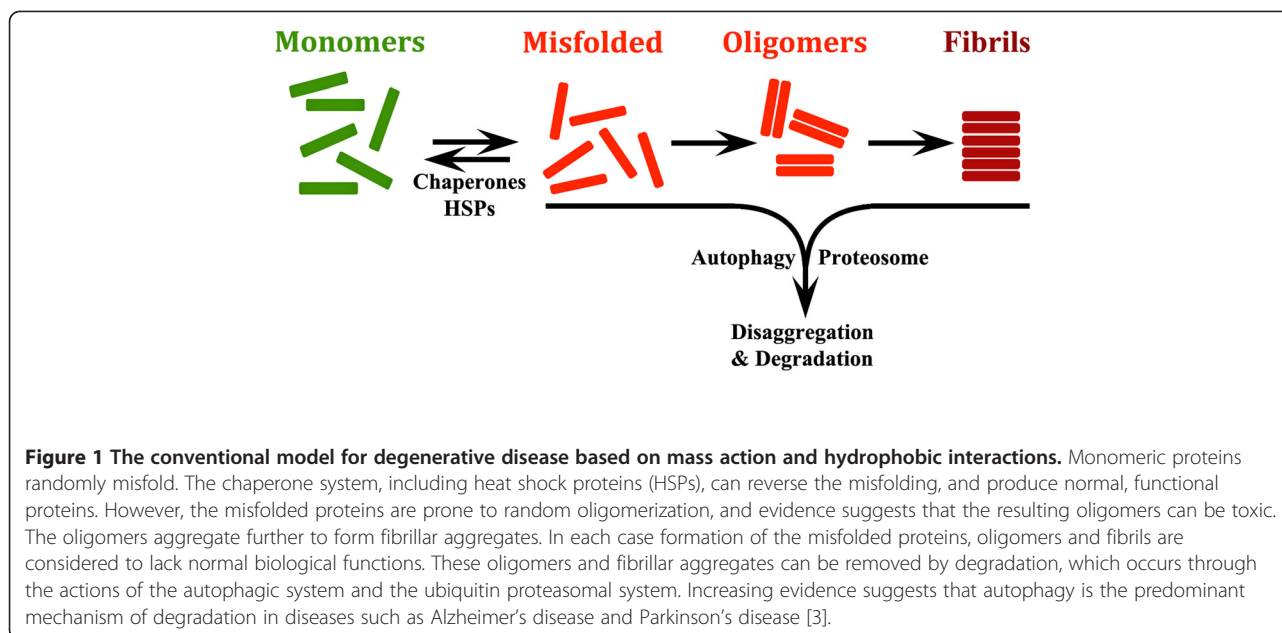 Monomers Misfolded Oligomers Fibrils
Chaperones
HSPs
Autophagy Proteosome
Disaggregation
& Degradation
Figure 1 The conventional model for degenerative disease based on mass action and hydrophobic interactions. Monomeric proteins
randomly misfold. The chaperone system, including heat shock proteins (HSPs), can reverse the misfolding, and produce normal, functional
proteins. However, the misfolded proteins are prone to random oligomerization, and evidence suggests that the resulting oligomers can be toxic.
The oligomers aggregate further to form fibrillar aggregates. In each case formation of the misfolded proteins, oligomers and fibrils are
considered to lack normal biological functions. These oligomers and fibrillar aggregates can be removed by degradation, which occurs through
the actions of the autophagic system and the ubiquitin proteasomal system. Increasing evidence suggests that autophagy is the predominant
mechanism of degradation in diseases such as Alzheimer's disease and Parkinson's disease [3].